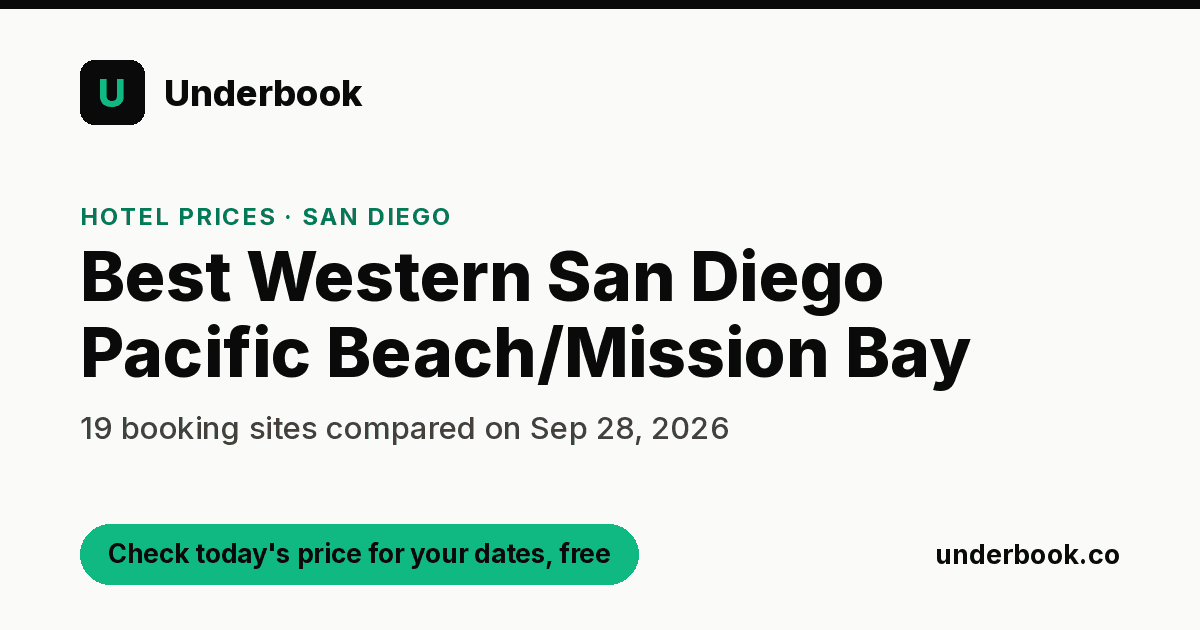 U Underbook
HOTEL PRICES · SAN DIEGO
Best Western San Diego
Pacific Beach/Mission Bay
19 booking sites compared on Sep 28, 2026
Check today's price for your dates, free
underbook.co